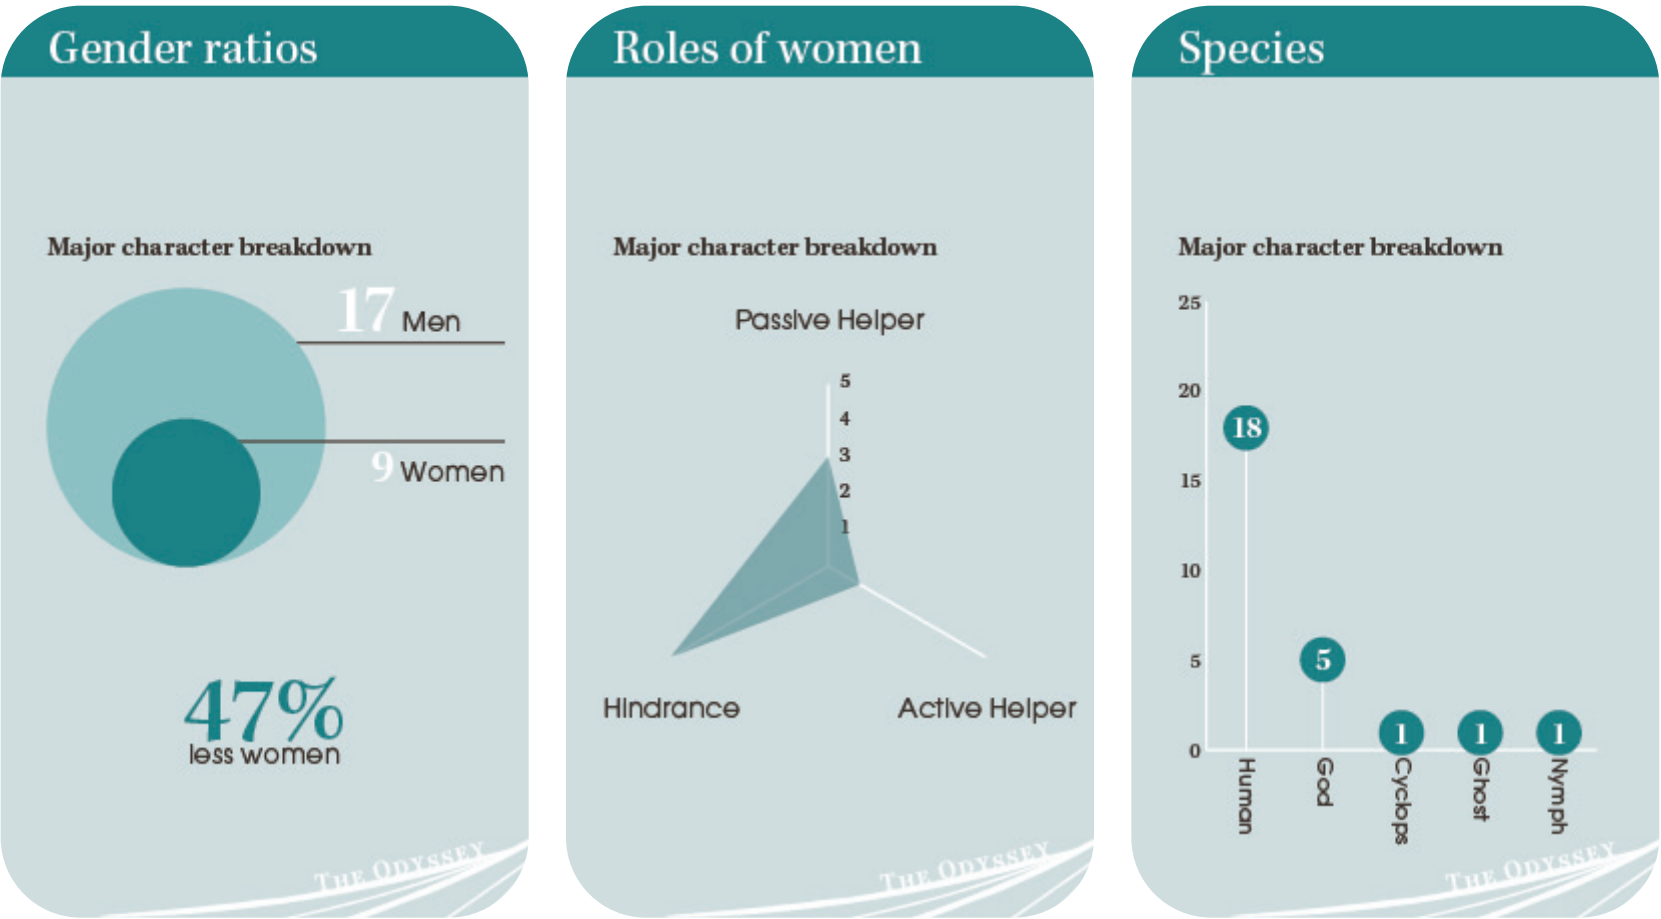 Gender ratios
Major character breakdown
17 Men
9 Women
47%
less women
THE ODYSSEY
Roles of women
Major character breakdown
Passive Helper
5
4
3
2
1
Hindrance
Active Helper
THE ODYSSEY
Species
Major character breakdown
25
20
15
10
5
0
18
5
1
1
1
Human
God
Cyclops
Ghost
Nymph
THE ODYSSEY